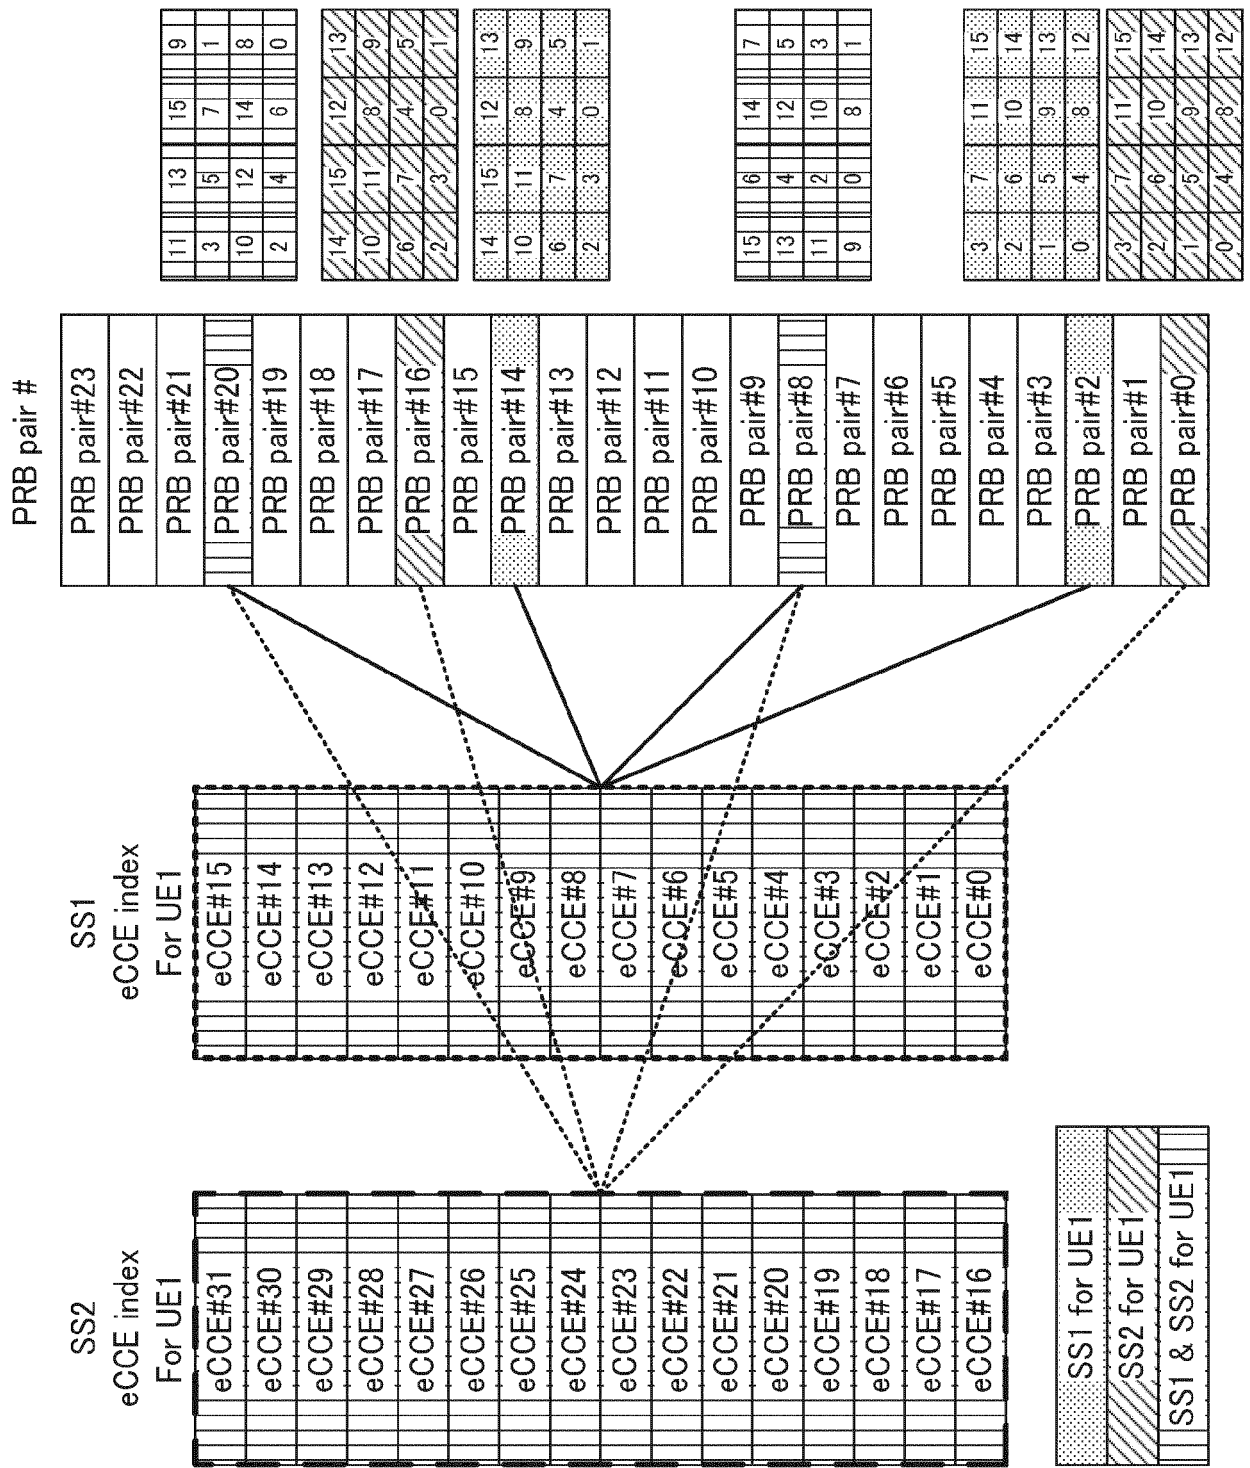 SS2
eCCE index
For UE1
eCCE#31
eCCE#30
eCCE#29
eCCE#28
eCCE#27
eCCE#26
eCCE#25
eCCE#24
eCCE#23
eCCE#22
eCCE#21
eCCE#20
eCCE#19
eCCE#18
eCCE#17
eCCE#16
SS1
eCCE index
For UE1
eCCE#15
eCCE#14
eCCE#13
eCCE#12
eCCE#11
eCCE#10
eCCE#9
eCCE#8
eCCE#7
eCCE#6
eCCE#5
eCCE#4
eCCE#3
eCCE#2
eCCE#1
eCCE#0
PRB pair #
PRB pair#23
PRB pair#22
PRB pair#21
PRB pair#20
PRB pair#19
PRB pair#18
PRB pair#17
PRB pair#16
PRB pair#15
PRB pair#14
PRB pair#13
PRB pair#12
PRB pair#11
PRB pair#10
PRB pair#9
PRB pair#8
PRB pair#7
PRB pair#6
PRB pair#5
PRB pair#4
PRB pair#3
PRB pair#2
PRB pair#1
PRB pair#0
11 13 15 9
3 5 7 1
10 12 14 8
2 4 6 0
14 15 12 13
10 11 8 9
6 7 4 5
2 3 0 1
14 15 12 13
10 11 8 9
6 7 4 5
2 3 0 1
15 6 14 7
13 4 12 5
11 2 10 3
9 0 8 1
3 7 11 15
2 6 10 14
1 5 9 13
0 4 8 12
3 7 11 15
2 6 10 14
1 5 9 13
0 4 8 12
SS1 for UE1
SS2 for UE1
SS1 & SS2 for UE1